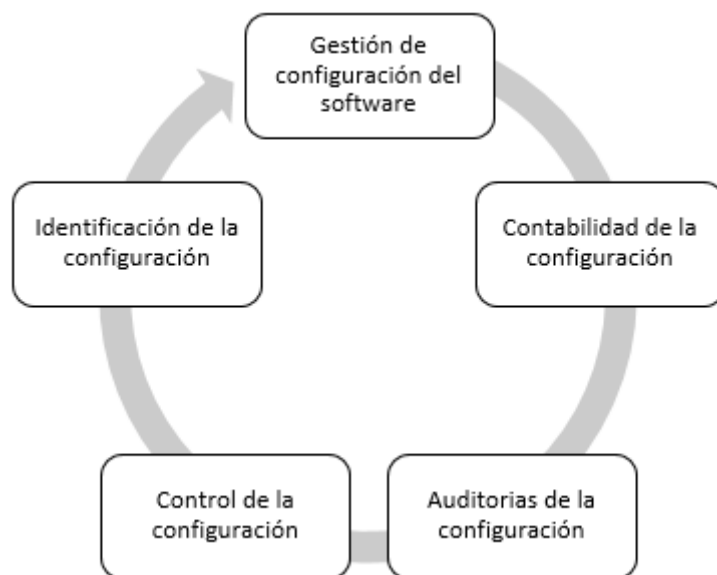 Gestión de
configuración del
software
Contabilidad de la
configuración
Auditorias de la
configuración
Control de la
configuración
Identificación de la
configuración